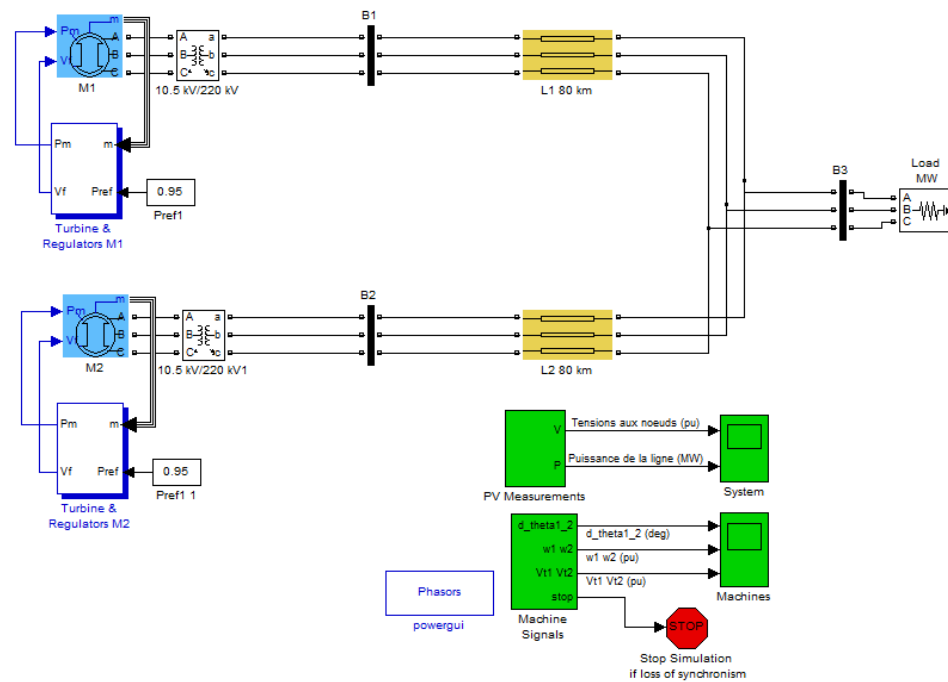 m
Pm
A
Vf
B
C
M1
A a
B b
C c
10.5 kV/220 kV
B1
L1 80 km
Pm m
Vf Pref
0.95
Pref1
Turbine &
Regulators M1
B3
Load
MW
A
B
C
m
Pm
A
B
C
M2
A a
B b
C c
10.5 kV/220 kV1
B2
L2 80 km
Pm m
Vf Pref
0.95
Pref1 1
Turbine &
Regulators M2
V
Tensions aux noeuds (pu)
P
Puissance de la ligne (MW)
PV Measurements
System
d_theta1_2
d_theta1_2 (deg)
w1 w2
w1 w2 (pu)
Vt1 Vt2
Vt1 Vt2 (pu)
stop
Machine
Signals
Machines
Phasors
powergui
STOP
Stop Simulation
if loss of synchronism